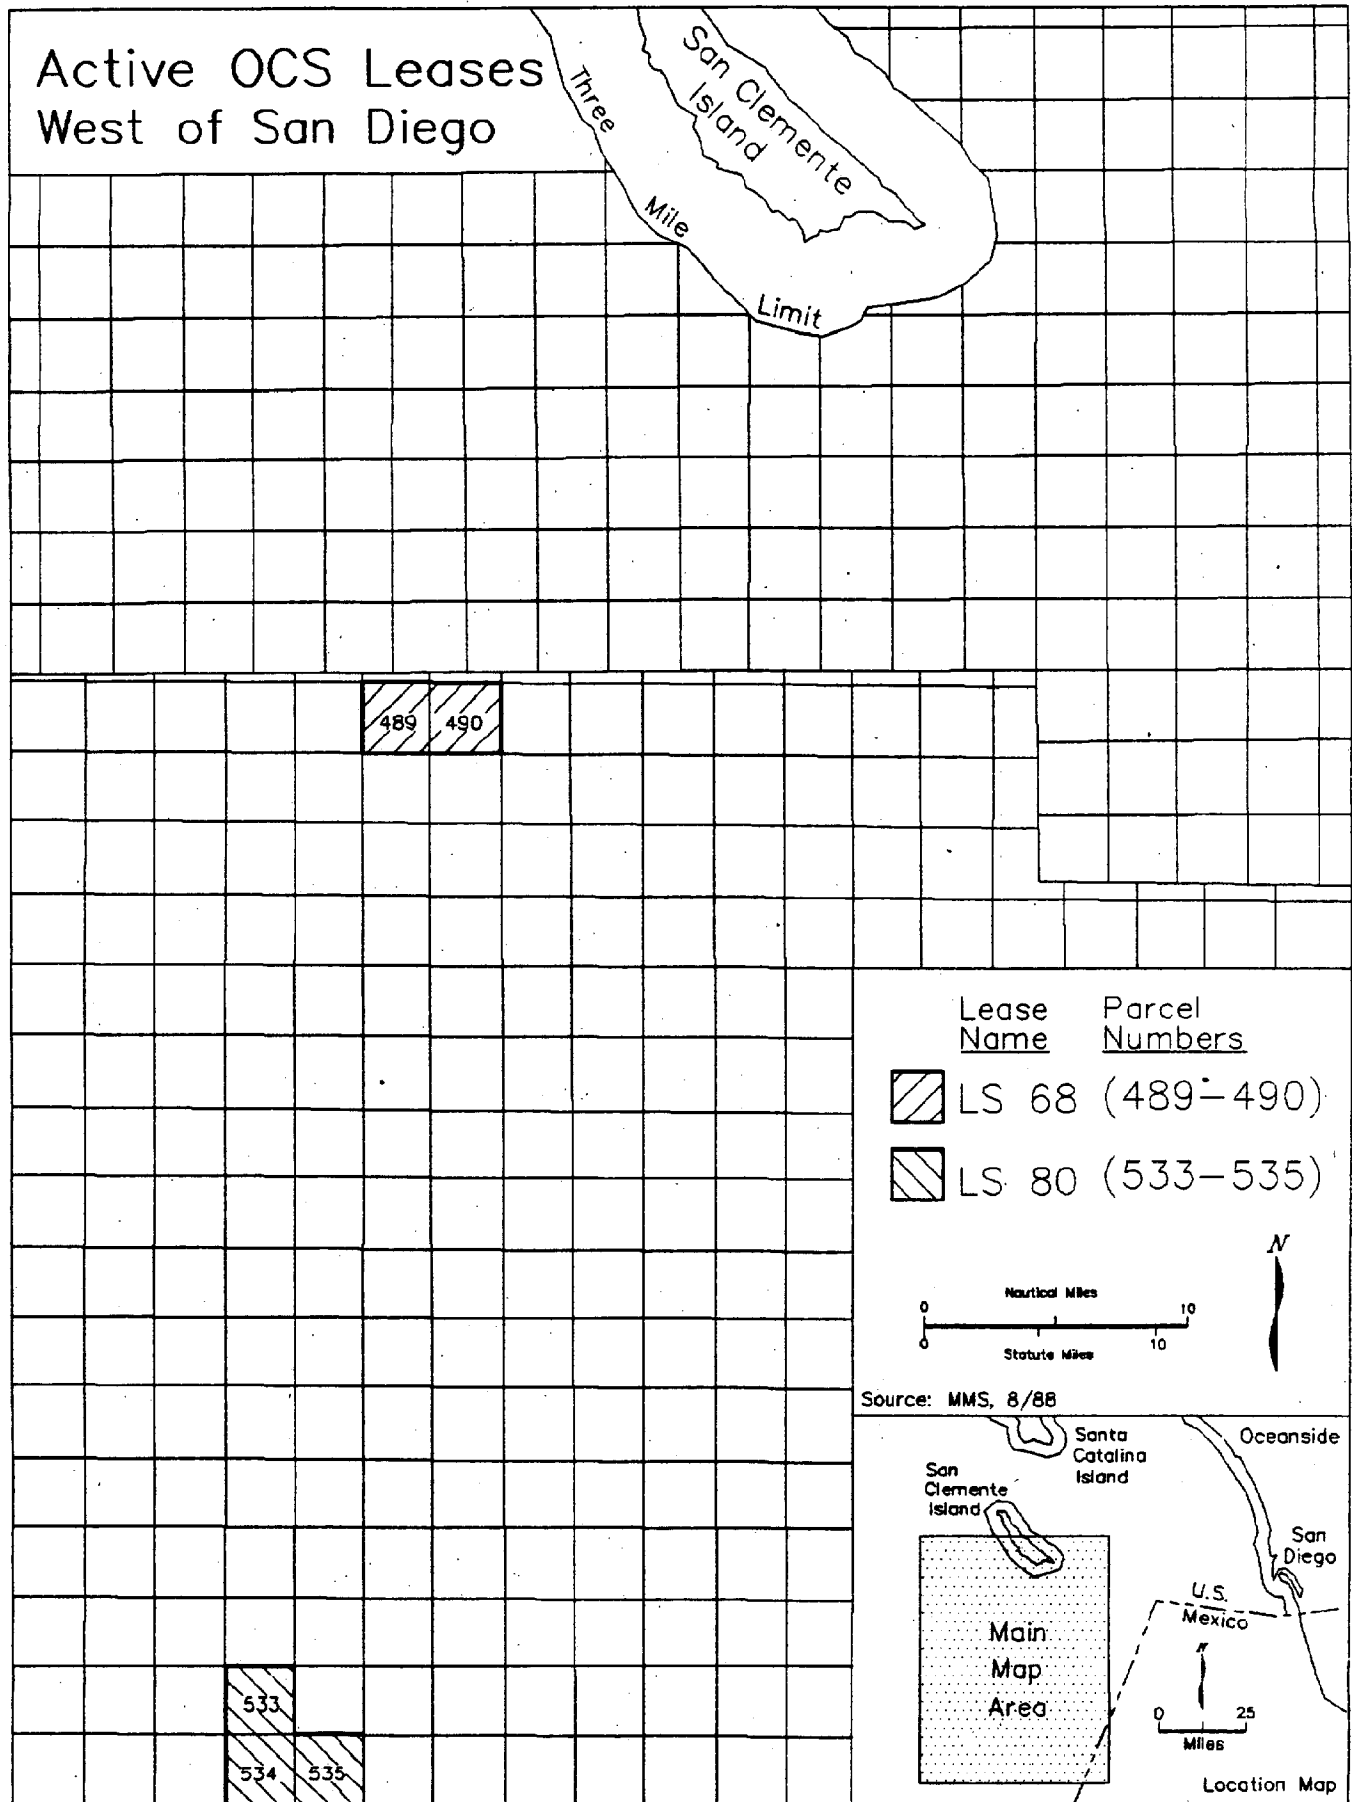 Active OCS Leases
West of San Diego
San Clemente
Island
Three
Mile
Limit
489 490
Lease Parcel
Name Numbers
LS 68 (489-490)
LS 80 (533-535)
N
Nautical Miles
0 10
0 10
Statute Miles
Source: MMS, 8/88
Santa
Catalina
Island
Oceanside
San
Clemente
Island
San
Diego
U.S.
Mexico
Main
Map
Area
N
0 25
Miles
Location Map
533
534 535